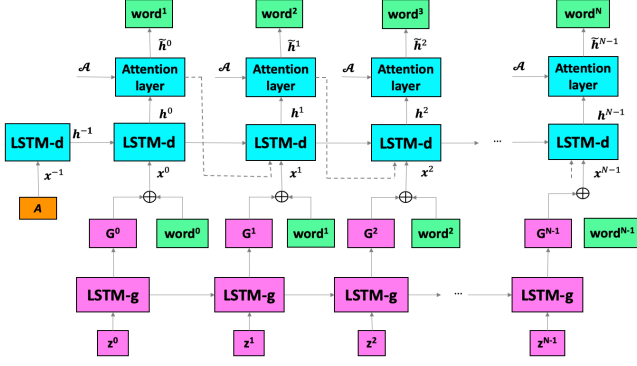 word¹ word² word³ wordᴺ
h̃⁰ h̃¹ h̃² h̃ᴺ⁻¹
𝒜 Attention layer 𝒜 Attention layer 𝒜 Attention layer 𝒜 Attention layer
h⁰ h¹ h² hᴺ⁻¹
LSTM-d h⁻¹ LSTM-d LSTM-d LSTM-d ... LSTM-d
x⁻¹ x⁰ x¹ x² xᴺ⁻¹
A
G⁰ word⁰ G¹ word¹ G² word² Gᴺ⁻¹ wordᴺ⁻¹
LSTM-g LSTM-g LSTM-g ... LSTM-g
z⁰ z¹ z² zᴺ⁻¹